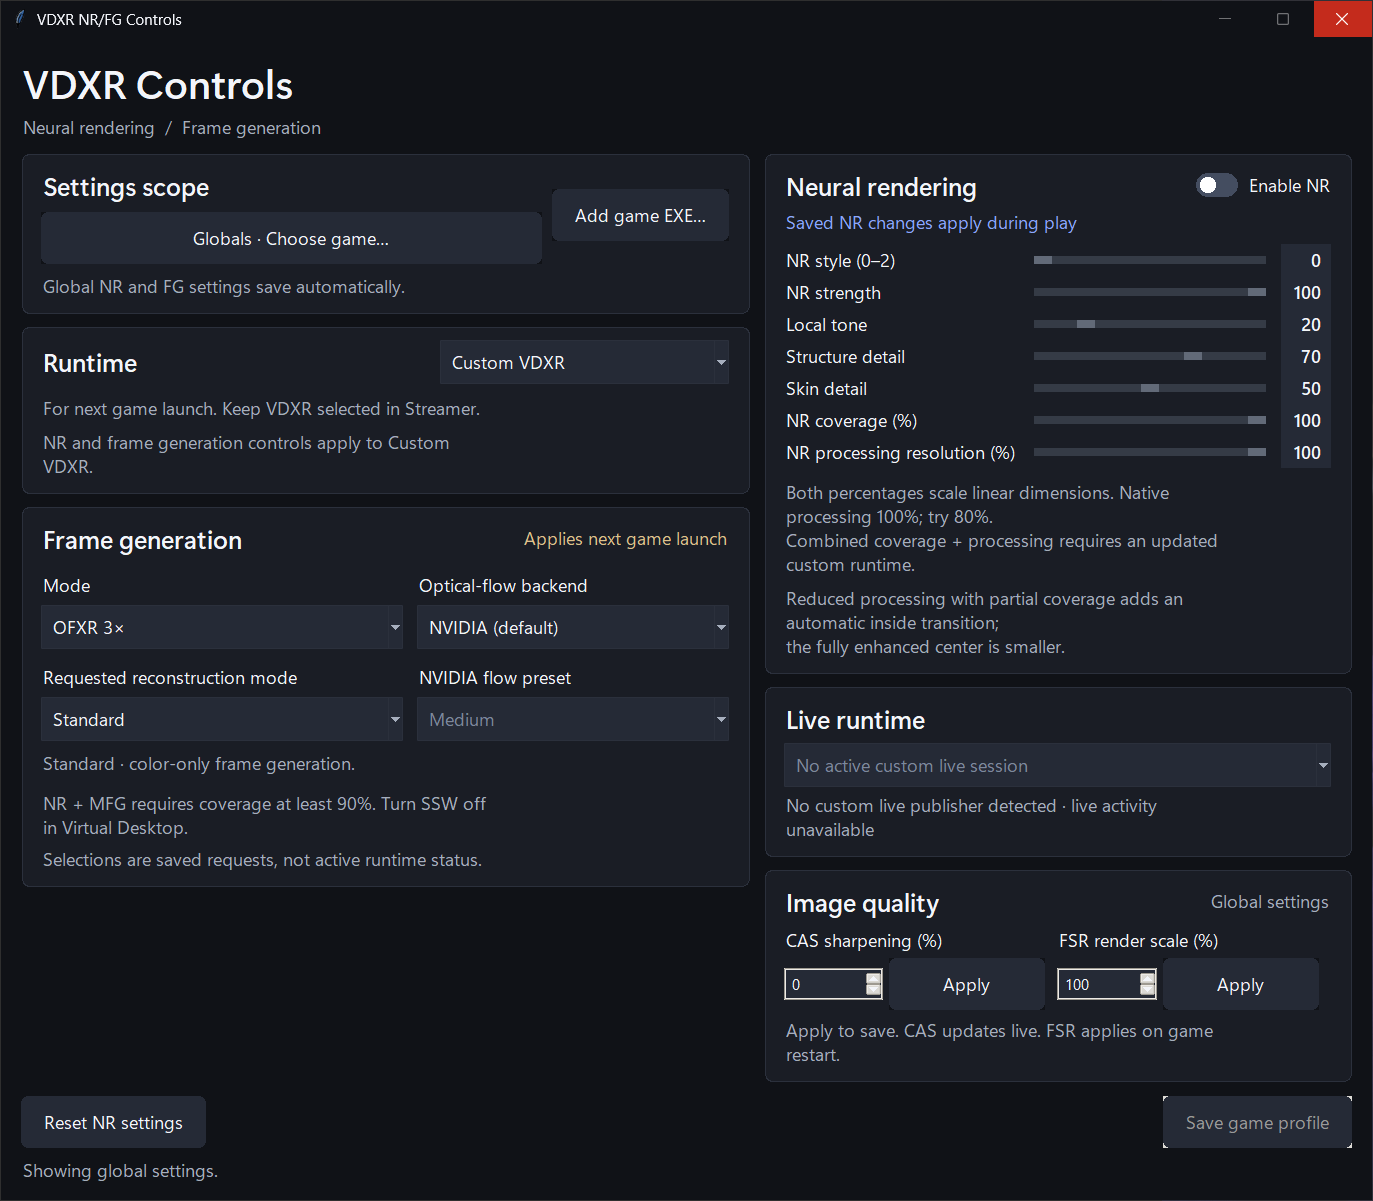 VDXR NR/FG Controls
VDXR Controls
Neural rendering / Frame generation
Settings scope
Globals · Choose game...
Add game EXE...
Global NR and FG settings save automatically.
Runtime
Custom VDXR
For next game launch. Keep VDXR selected in Streamer.
NR and frame generation controls apply to Custom
VDXR.
Frame generation
Applies next game launch
Mode
Optical-flow backend
OFXR 3×
NVIDIA (default)
Requested reconstruction mode
NVIDIA flow preset
Standard
Medium
Standard · color-only frame generation.
NR + MFG requires coverage at least 90%. Turn SSW off
in Virtual Desktop.
Selections are saved requests, not active runtime status.
Neural rendering
Enable NR
Saved NR changes apply during play
NR style (0–2) 0
NR strength 100
Local tone 20
Structure detail 70
Skin detail 50
NR coverage (%) 100
NR processing resolution (%) 100
Both percentages scale linear dimensions. Native
processing 100%; try 80%.
Combined coverage + processing requires an updated
custom runtime.
Reduced processing with partial coverage adds an
automatic inside transition;
the fully enhanced center is smaller.
Live runtime
No active custom live session
No custom live publisher detected · live activity
unavailable
Image quality
Global settings
CAS sharpening (%)
FSR render scale (%)
0
Apply
100
Apply
Apply to save. CAS updates live. FSR applies on game
restart.
Reset NR settings
Save game profile
Showing global settings.